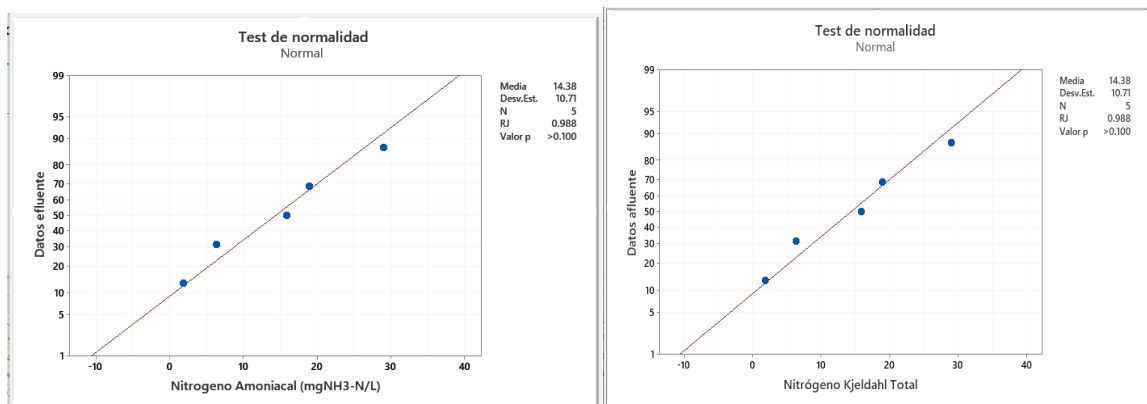 Test de normalidad
Normal
99
95
90
80
70
60
50
40
30
20
10
5
1
Datos efluente
-10 0 10 20 30 40
Nitrogeno Amoniacal (mgNH3-N/L)
Media 14.38
Desv.Est. 10.71
N 5
RJ 0.988
Valor p >0.100
Test de normalidad
Normal
99
95
90
80
70
60
50
40
30
20
10
5
1
Datos afluente
-10 0 10 20 30 40
Nitrógeno Kjeldahl Total
Media 14.38
Desv.Est. 10.71
N 5
RJ 0.988
Valor p >0.100